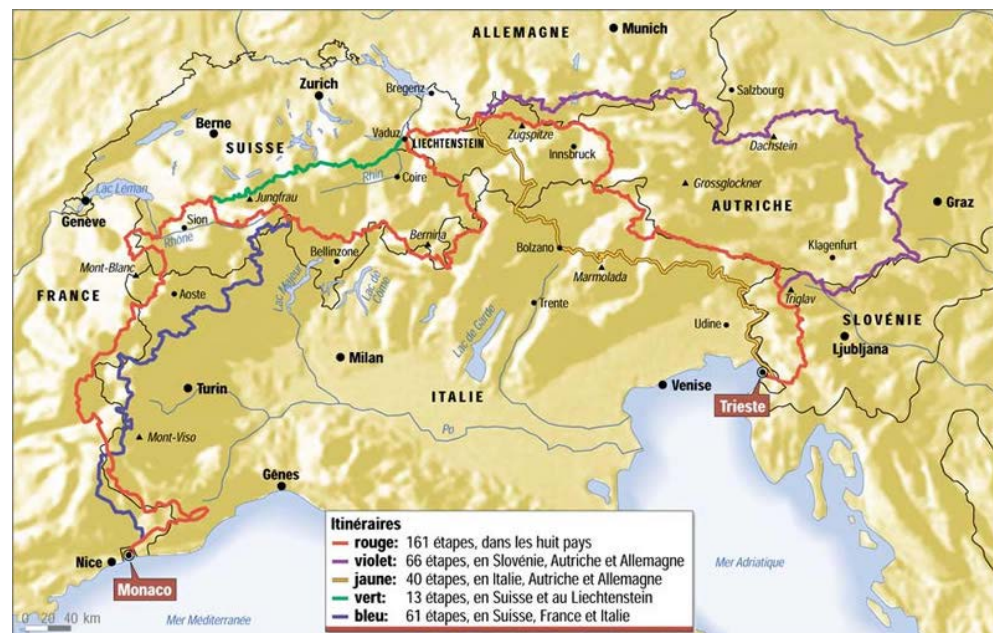 ALLEMAGNE
Munich
Zurich
Bregenz
Salzbourg
Berne
SUISSE
Vaduz
LIECHTENSTEIN
Zugspitze
Innsbruck
Dachstein
Rhin
Coire
Lac Léman
Jungfrau
Grossglockner
AUTRICHE
Graz
Genève
Sion
Rhône
Bernina
Bellinzone
Bolzano
Klagenfurt
Mont-Blanc
Marmolada
FRANCE
Aoste
Lac Majeur
Lac de Côme
Trente
Triglav
Lac de Garde
Udine
SLOVÉNIE
Ljubljana
Milan
Turin
ITALIE
Venise
Trieste
Mont-Viso
Po
Gênes
Nice
Monaco
Itinéraires
rouge: 161 étapes, dans les huit pays
violet: 66 étapes, en Slovénie, Autriche et Allemagne
jaune: 40 étapes, en Italie, Autriche et Allemagne
vert: 13 étapes, en Suisse et au Liechtenstein
bleu: 61 étapes, en Suisse, France et Italie
Mer Adriatique
Mer Méditerranée
0 20 40 km